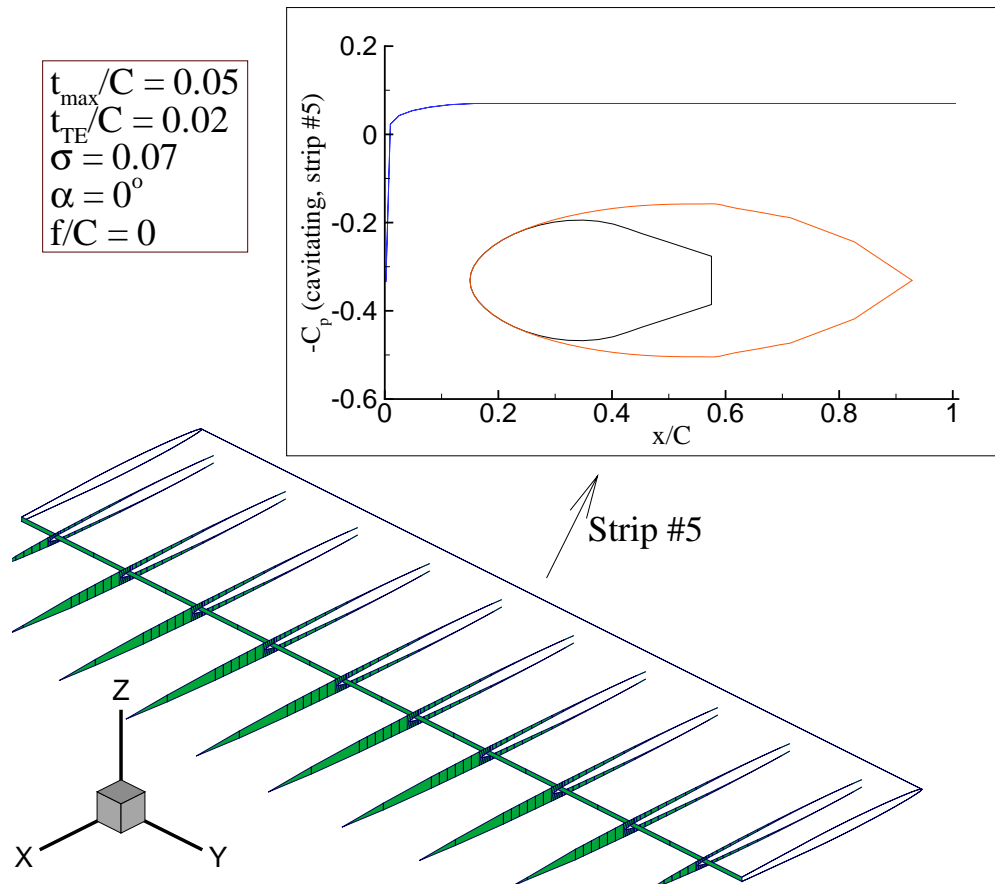 t_max/C = 0.05
t_TE/C = 0.02
σ = 0.07
α = 0°
f/C = 0
-C_p (cavitating, strip #5)
0.2
0
-0.2
-0.4
-0.6
0 0.2 0.4 0.6 0.8 1
x/C
Strip #5
Z
X
Y